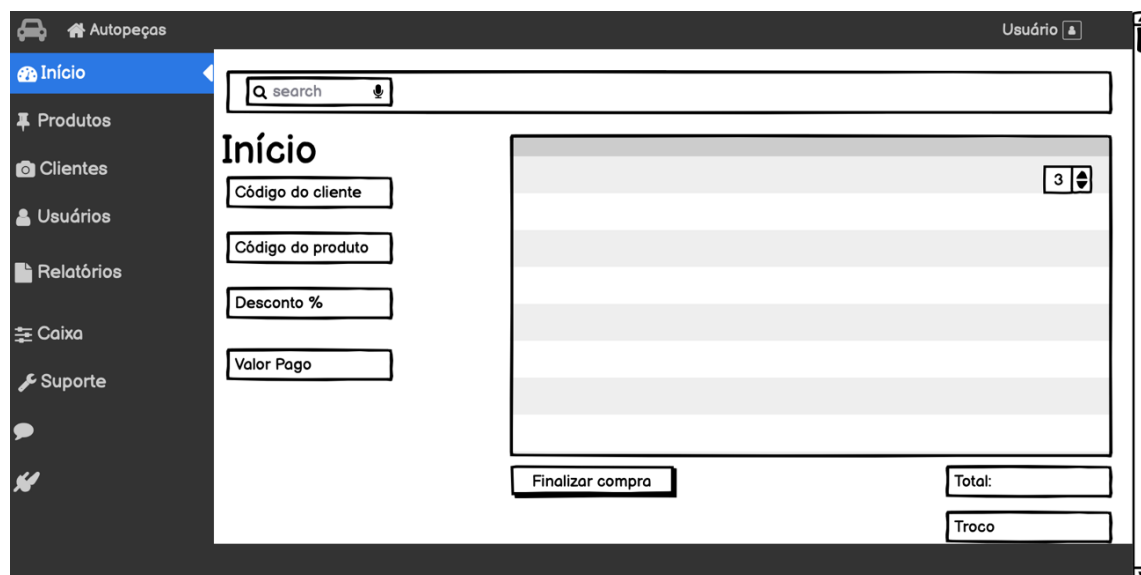 Autopeças
Usuário
Início
Produtos
Clientes
Usuários
Relatórios
Caixa
Suporte
search
Início
Código do cliente
Código do produto
Desconto %
Valor Pago
3
Finalizar compra
Total:
Troco